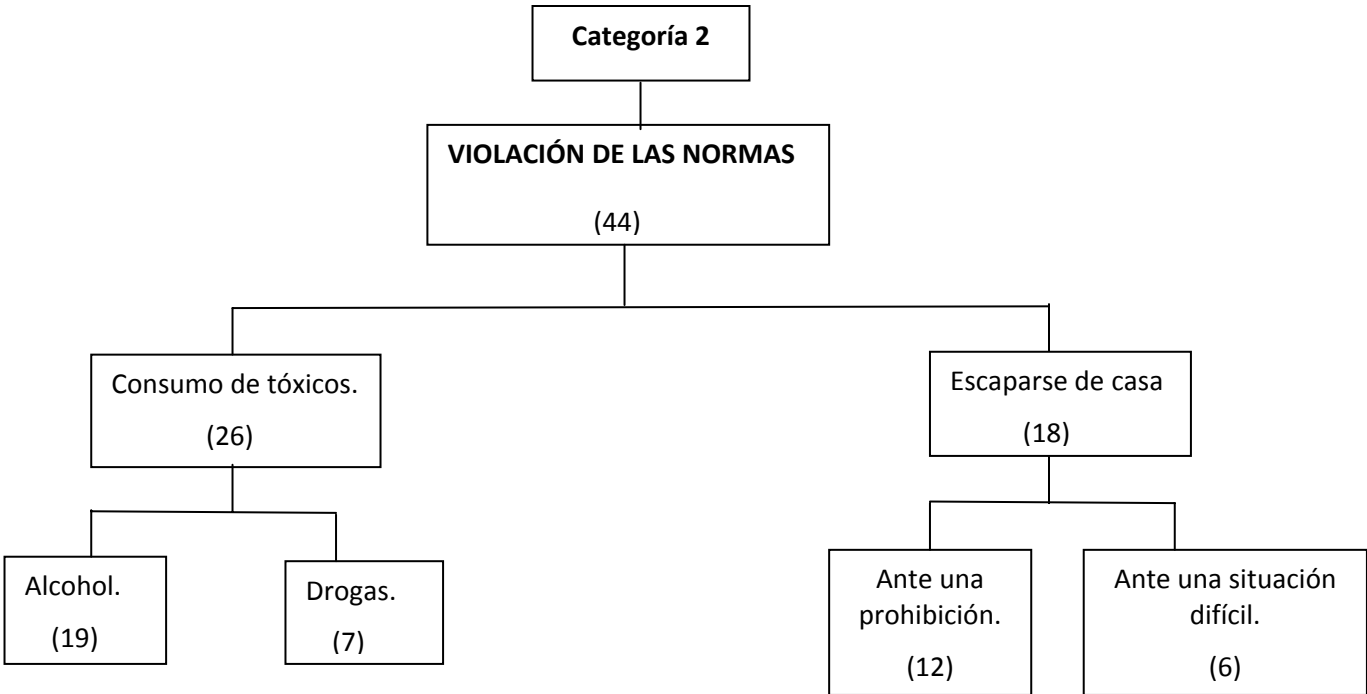 Categoría 2
VIOLACIÓN DE LAS NORMAS
(44)
Consumo de tóxicos.
(26)
Escaparse de casa
(18)
Alcohol.
(19)
Drogas.
(7)
Ante una
prohibición.
(12)
Ante una situación
difícil.
(6)